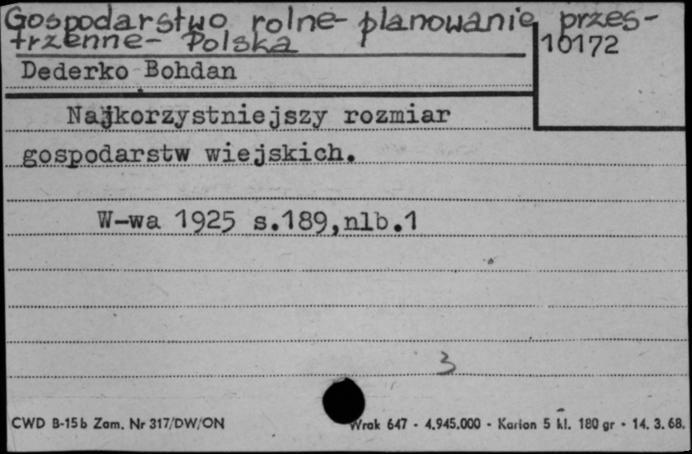 Gospodarstwo rolne- planowanie przes-
trzenne- Polska
10172
Dederko Bohdan
Najkorzystniejszy rozmiar
gospodarstw wiejskich.
W-wa 1925 s.189,nlb.1
3
CWD B-15b Zam. Nr 317/DW/ON Wrak 647 - 4.945.000 - Karton 5 kl. 180 gr - 14. 3. 68.